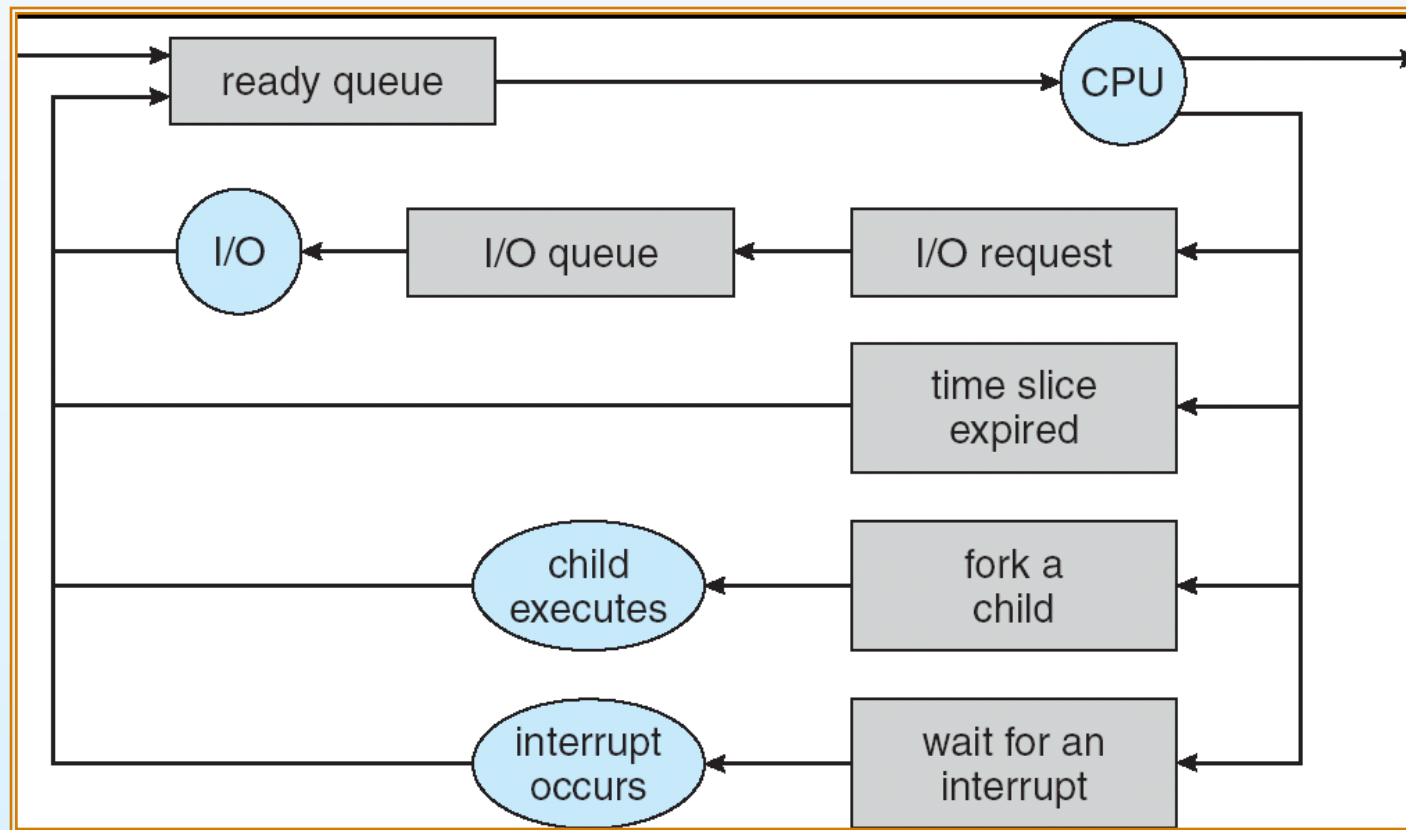 ready queue
CPU
I/O
I/O queue
I/O request
time slice
expired
child
executes
fork a
child
interrupt
occurs
wait for an
interrupt